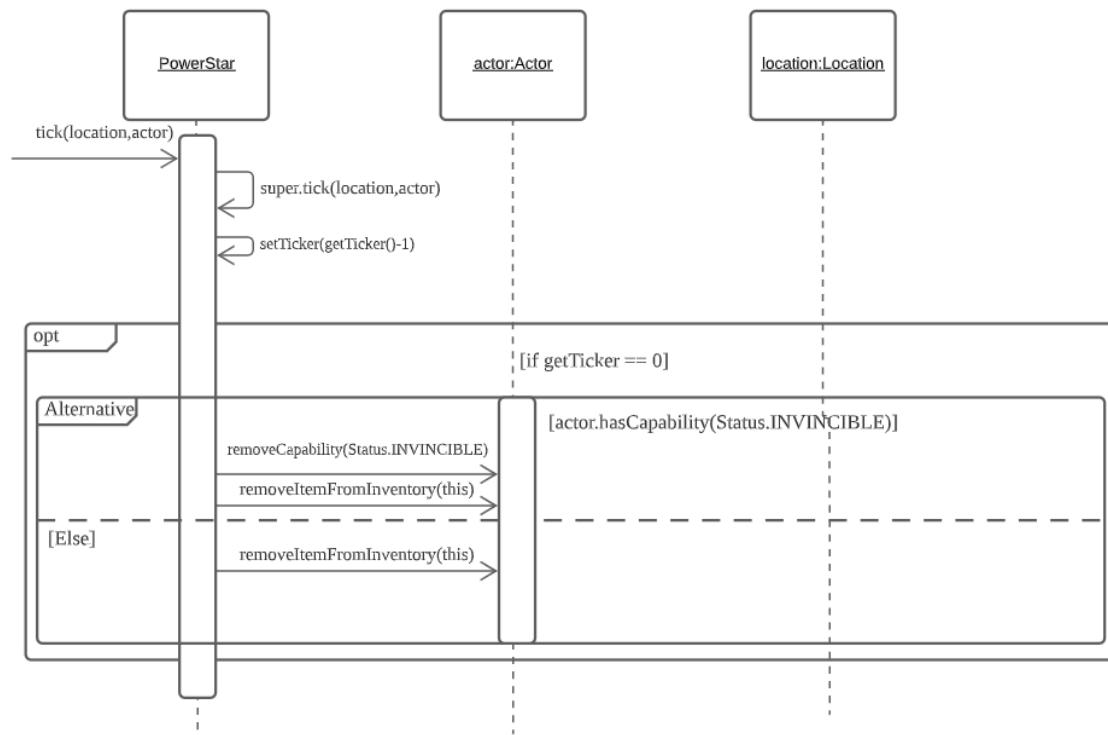 PowerStar
actor:Actor
location:Location
tick(location,actor)
super.tick(location,actor)
setTicker(getTicker()-1)
opt
[if getTicker == 0]
Alternative
[actor.hasCapability(Status.INVINCIBLE)]
removeCapability(Status.INVINCIBLE)
removeItemFromInventory(this)
[Else]
removeItemFromInventory(this)